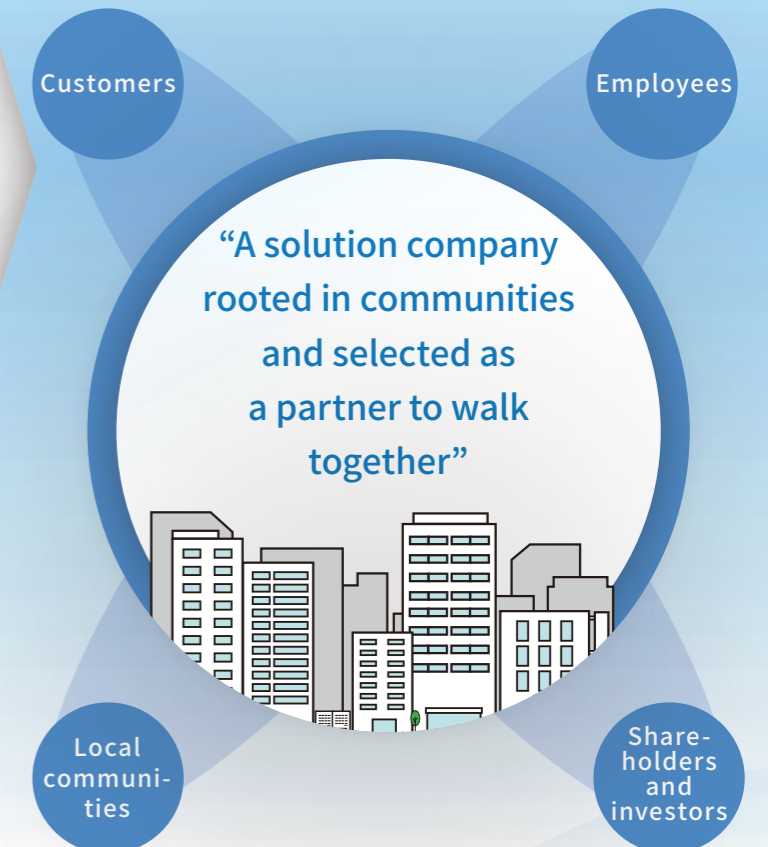 Customers
Employees
“A solution company
rooted in communities
and selected as
a partner to walk
together”
Local
communi-
ties
Share-
holders
and
investors